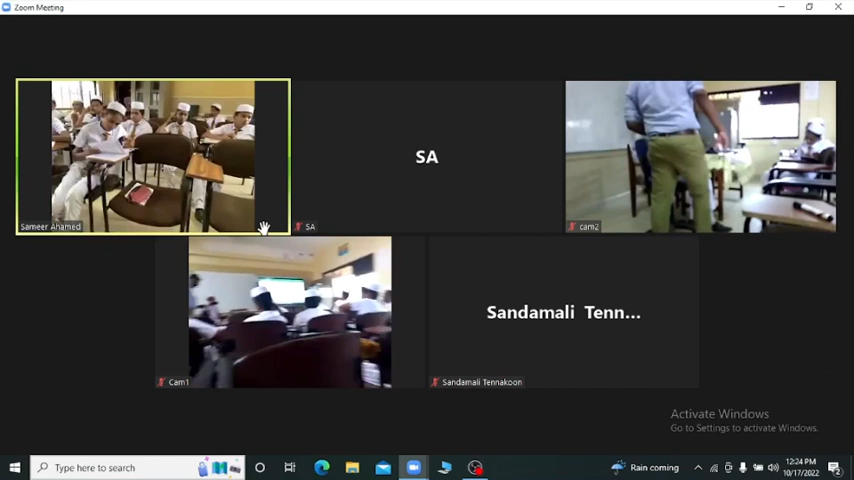 Zoom Meeting
Sameer Ahamed
SA
SA
cam2
Cam1
Sandamali Tenn...
Sandamali Tennakoon
Activate Windows
Go to Settings to activate Windows.
Type here to search
Rain coming
12:24 PM
10/17/2022
2